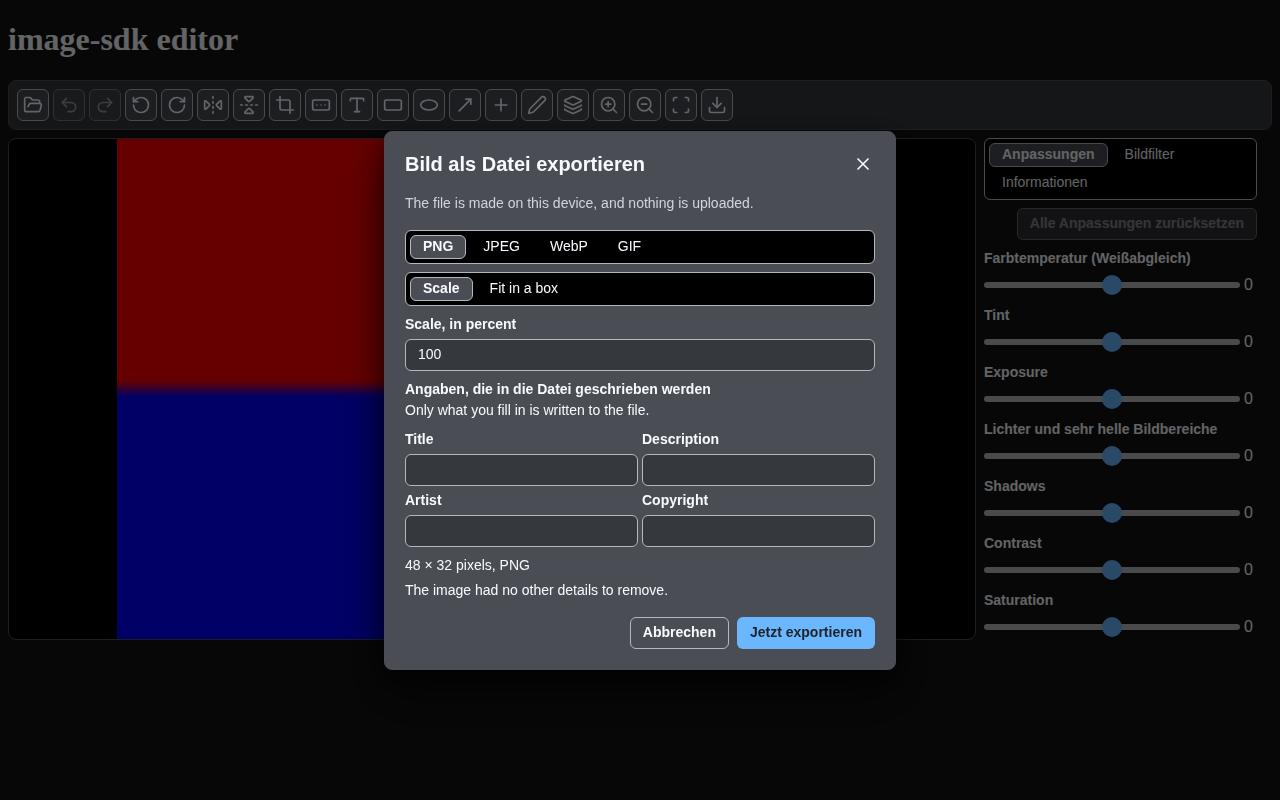 image-sdk editor
Bild als Datei exportieren
The file is made on this device, and nothing is uploaded.
PNG JPEG WebP GIF
Scale Fit in a box
Scale, in percent
100
Angaben, die in die Datei geschrieben werden
Only what you fill in is written to the file.
Title Description
Artist Copyright
48 × 32 pixels, PNG
The image had no other details to remove.
Abbrechen Jetzt exportieren
Anpassungen Bildfilter
Informationen
Alle Anpassungen zurücksetzen
Farbtemperatur (Weißabgleich)
0
Tint
0
Exposure
0
Lichter und sehr helle Bildbereiche
0
Shadows
0
Contrast
0
Saturation
0